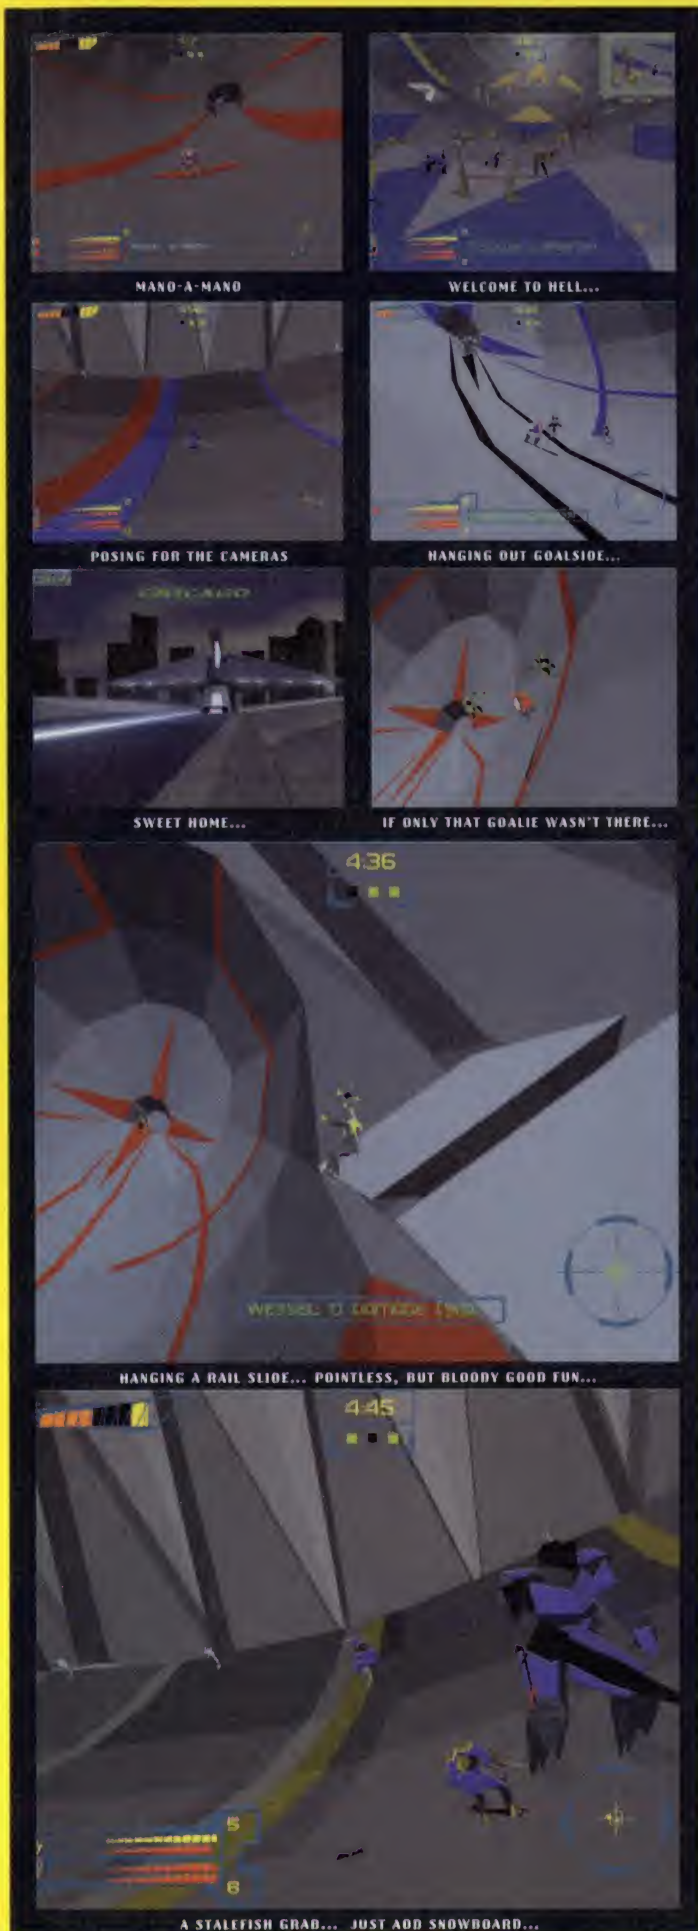 MANO-A-MANO
WELCOME TO HELL...
POSING FOR THE CAMERAS
HANGING OUT GOALSIDE...
SWEET HOME...
IF ONLY THAT GOALIE WASN'T THERE...
4:36
WESSEL D DAMAGE
HANGING A RAIL SLIDE... POINTLESS, BUT BLOODY GOOD FUN...
4:45
5
6
A STALEFISH GRAB... JUST ADD SNOWBOARD...